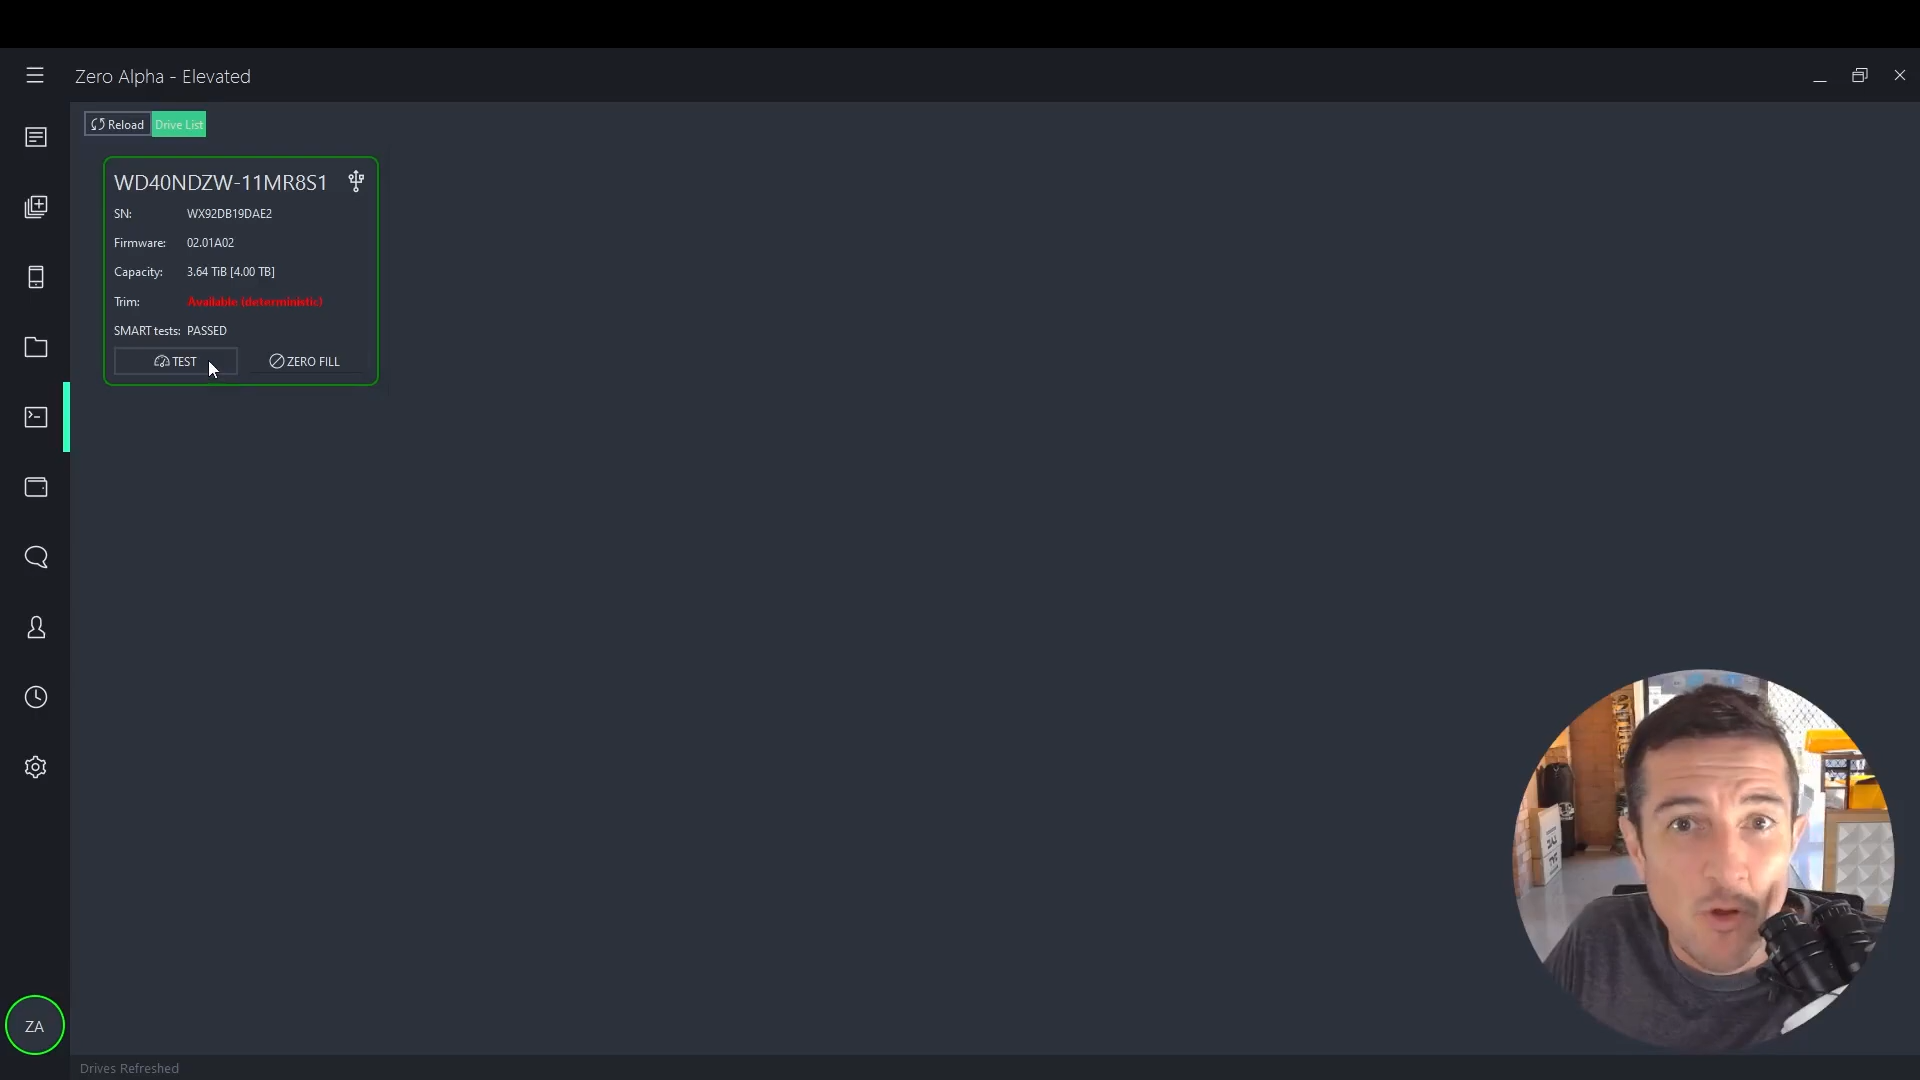 Zero Alpha - Elevated
Reload Drive List
WD40NDZW-11MR8S1
SN: WX92DB19DAE2
Firmware: 02.01A02
Capacity: 3.64 TiB [4.00 TB]
Trim: Available (deterministic)
SMART tests: PASSED
TEST ZERO FILL
ZA
Drives Refreshed